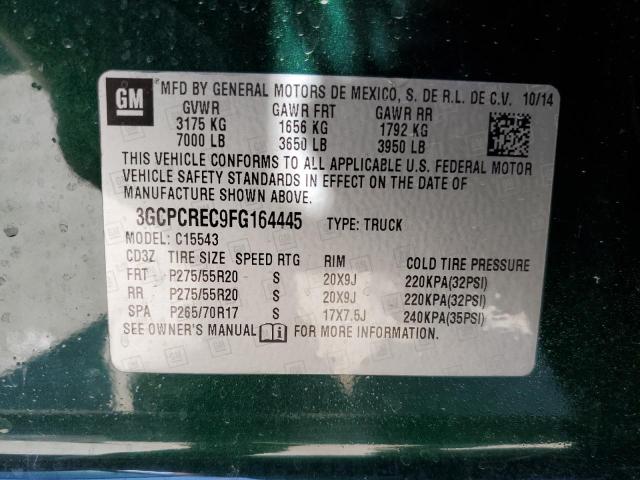 GM MFD BY GENERAL MOTORS DE MEXICO, S. DE R.L. DE C.V. 10/14
GVWR GAWR FRT GAWR RR
3175 KG 1656 KG 1792 KG
7000 LB 3650 LB 3950 LB
THIS VEHICLE CONFORMS TO ALL APPLICABLE U.S. FEDERAL MOTOR
VEHICLE SAFETY STANDARDS IN EFFECT ON THE DATE OF
MANUFACTURE SHOWN ABOVE.
3GCPCREC9FG164445 TYPE: TRUCK
MODEL: C15543
CD3Z TIRE SIZE SPEED RTG RIM COLD TIRE PRESSURE
FRT P275/55R20 S 20X9J 220KPA(32PSI)
RR P275/55R20 S 20X9J 220KPA(32PSI)
SPA P265/70R17 S 17X7.5J 240KPA(35PSI)
SEE OWNER'S MANUAL FOR MORE INFORMATION.